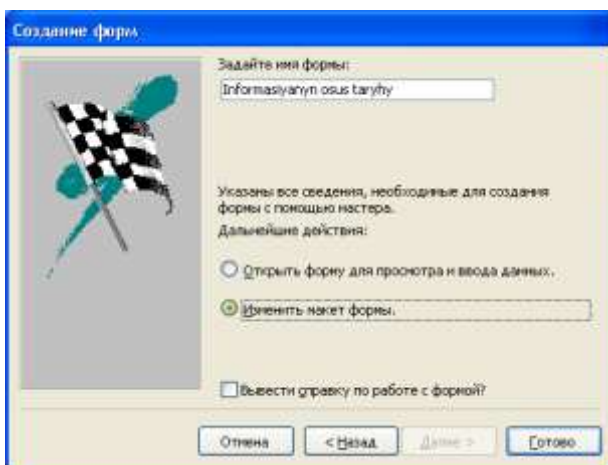 Создание форм
Задайте имя формы:
Informasiyanyn osus taryhy
Указаны все сведения, необходимые для создания
формы с помощью мастера.
Дальнейшие действия:
Открыть форму для просмотра и ввода данных.
Изменить макет формы.
Вывести справку по работе с формой?
Отмена
< Назад
Далее >
Готово